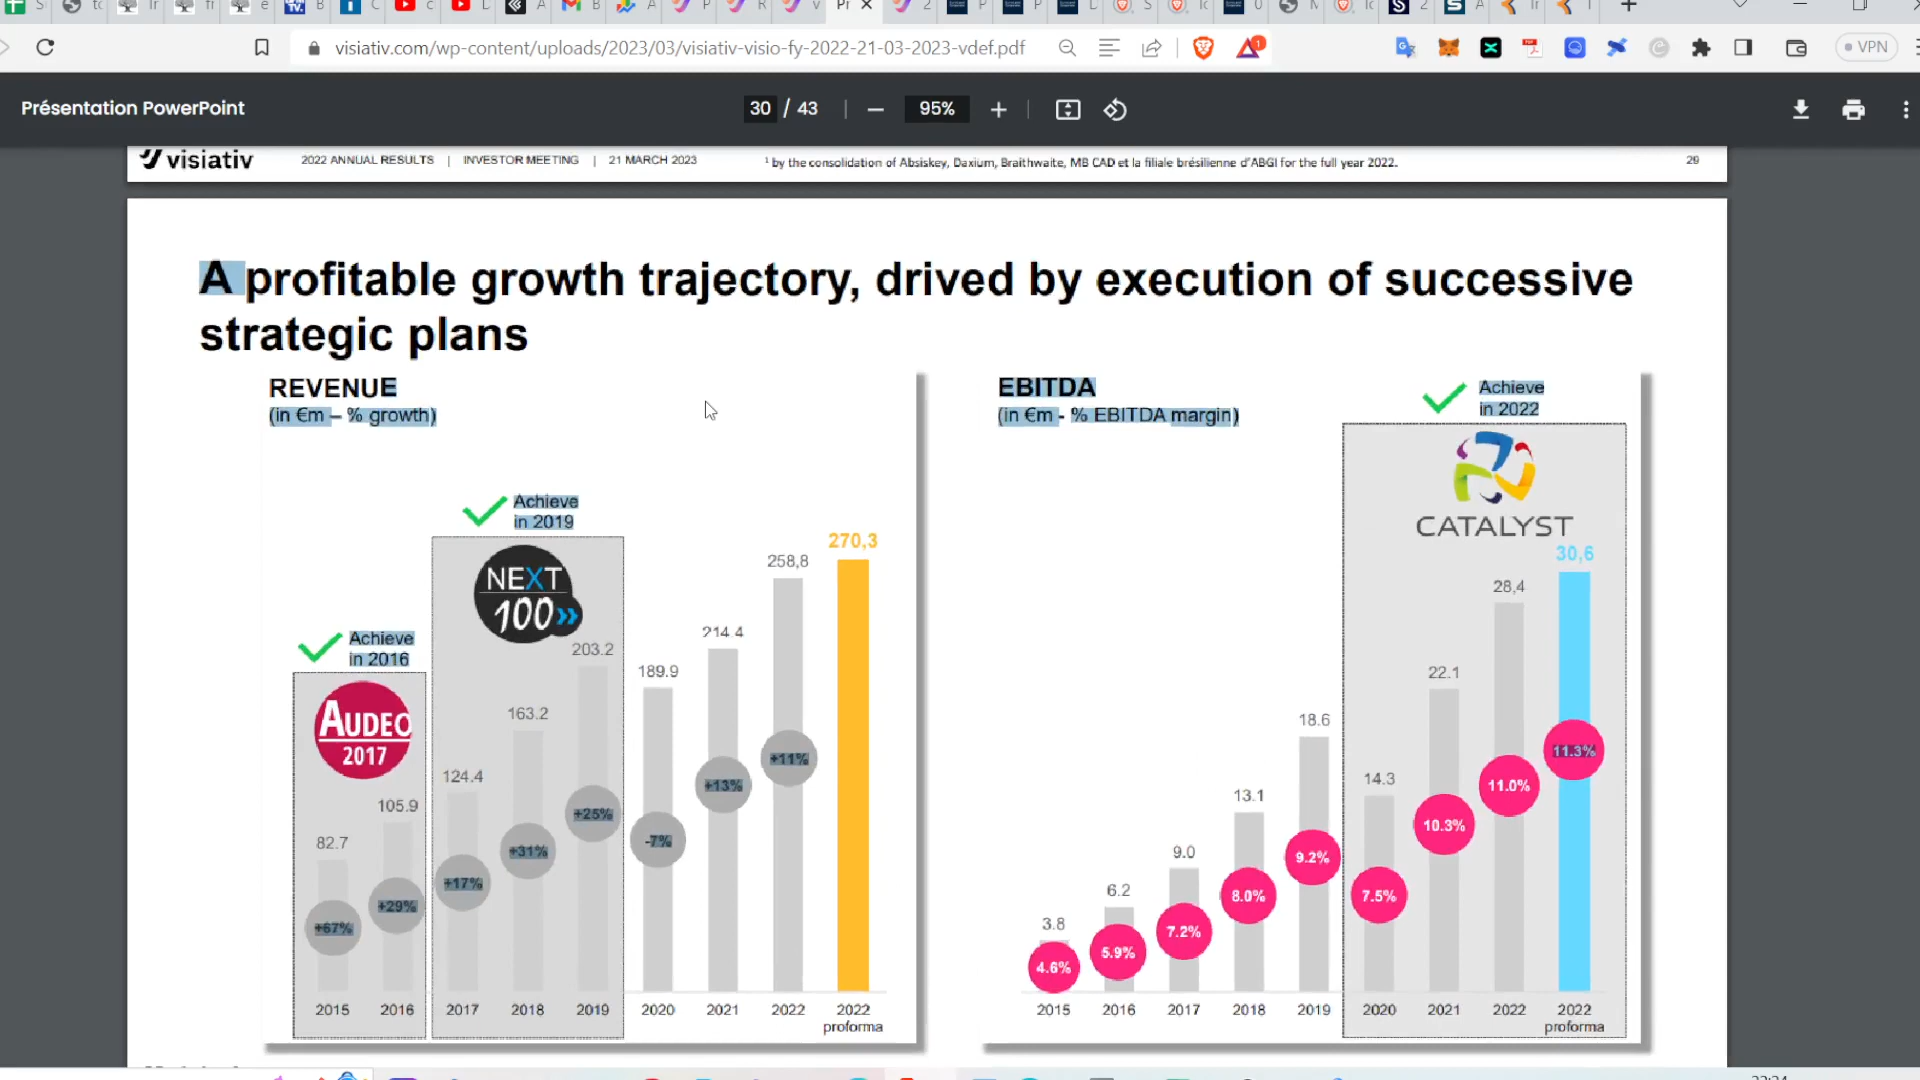 visiativ.com/wp-content/uploads/2023/03/visiativ-visio-fy-2022-21-03-2023-vdef.pdf
VPN
Présentation PowerPoint
30 / 43
95%
visiativ
2022 ANNUAL RESULTS | INVESTOR MEETING | 21 MARCH 2023
¹ by the consolidation of Absiskey, Daxium, Braithwaite, MB CAD et la filiale brésilienne d'ABGI for the full year 2022.
29
A profitable growth trajectory, drived by execution of successive
strategic plans
REVENUE
(in €m – % growth)
Achieve
in 2016
AUDEO
2017
Achieve
in 2019
NEXT
100
82.7
105.9
124.4
163.2
203.2
189.9
214.4
258,8
270,3
+67%
+29%
+17%
+31%
+25%
-7%
+13%
+11%
2015
2016
2017
2018
2019
2020
2021
2022
2022
proforma
EBITDA
(in €m - % EBITDA margin)
Achieve
in 2022
CATALYST
3.8
6.2
9.0
13.1
18.6
14.3
22.1
28,4
30,6
4.6%
5.9%
7.2%
8.0%
9.2%
7.5%
10.3%
11.0%
11.3%
2015
2016
2017
2018
2019
2020
2021
2022
2022
proforma